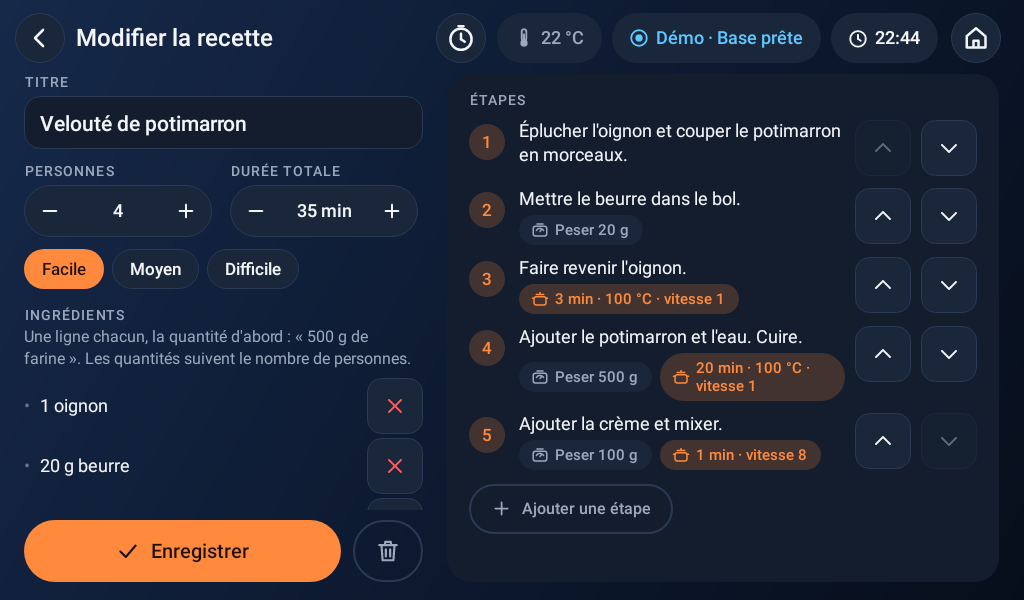 Modifier la recette
22 °C
Démo · Base prête
22:44
TITRE
Velouté de potimarron
PERSONNES
DURÉE TOTALE
4
35 min
Facile
Moyen
Difficile
INGRÉDIENTS
Une ligne chacun, la quantité d'abord : « 500 g de
farine ». Les quantités suivent le nombre de personnes.
• 1 oignon
• 20 g beurre
Enregistrer
ÉTAPES
1
Éplucher l'oignon et couper le potimarron
en morceaux.
2
Mettre le beurre dans le bol.
Peser 20 g
3
Faire revenir l'oignon.
3 min · 100 °C · vitesse 1
4
Ajouter le potimarron et l'eau. Cuire.
Peser 500 g
20 min · 100 °C ·
vitesse 1
5
Ajouter la crème et mixer.
Peser 100 g
1 min · vitesse 8
Ajouter une étape